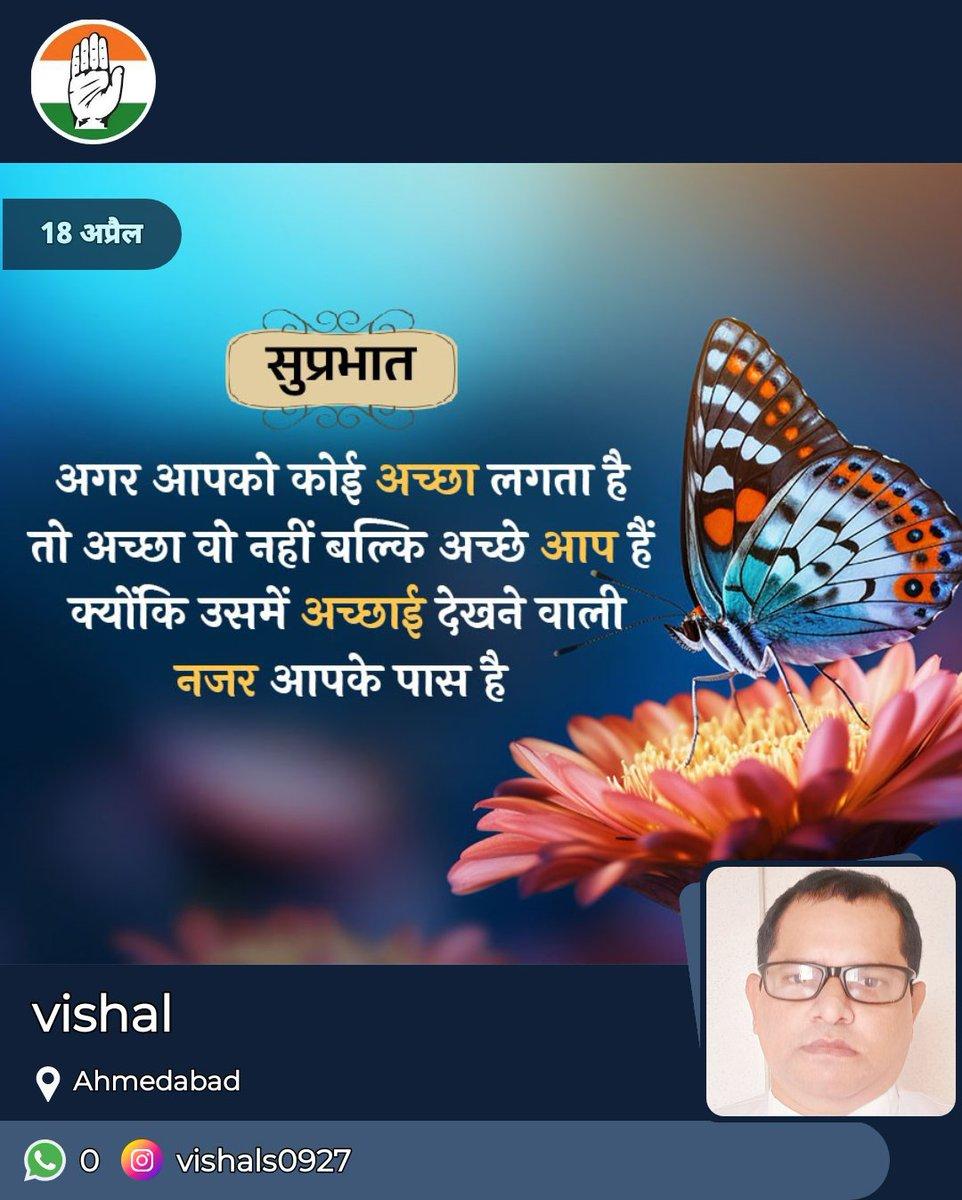 18 अप्रैल
सुप्रभात
अगर आपको कोई अच्छा लगता है
तो अच्छा वो नहीं बल्कि अच्छे आप हैं
क्योंकि उसमें अच्छाई देखने वाली
नजर आपके पास है
vishal
Ahmedabad
0 vishals0927